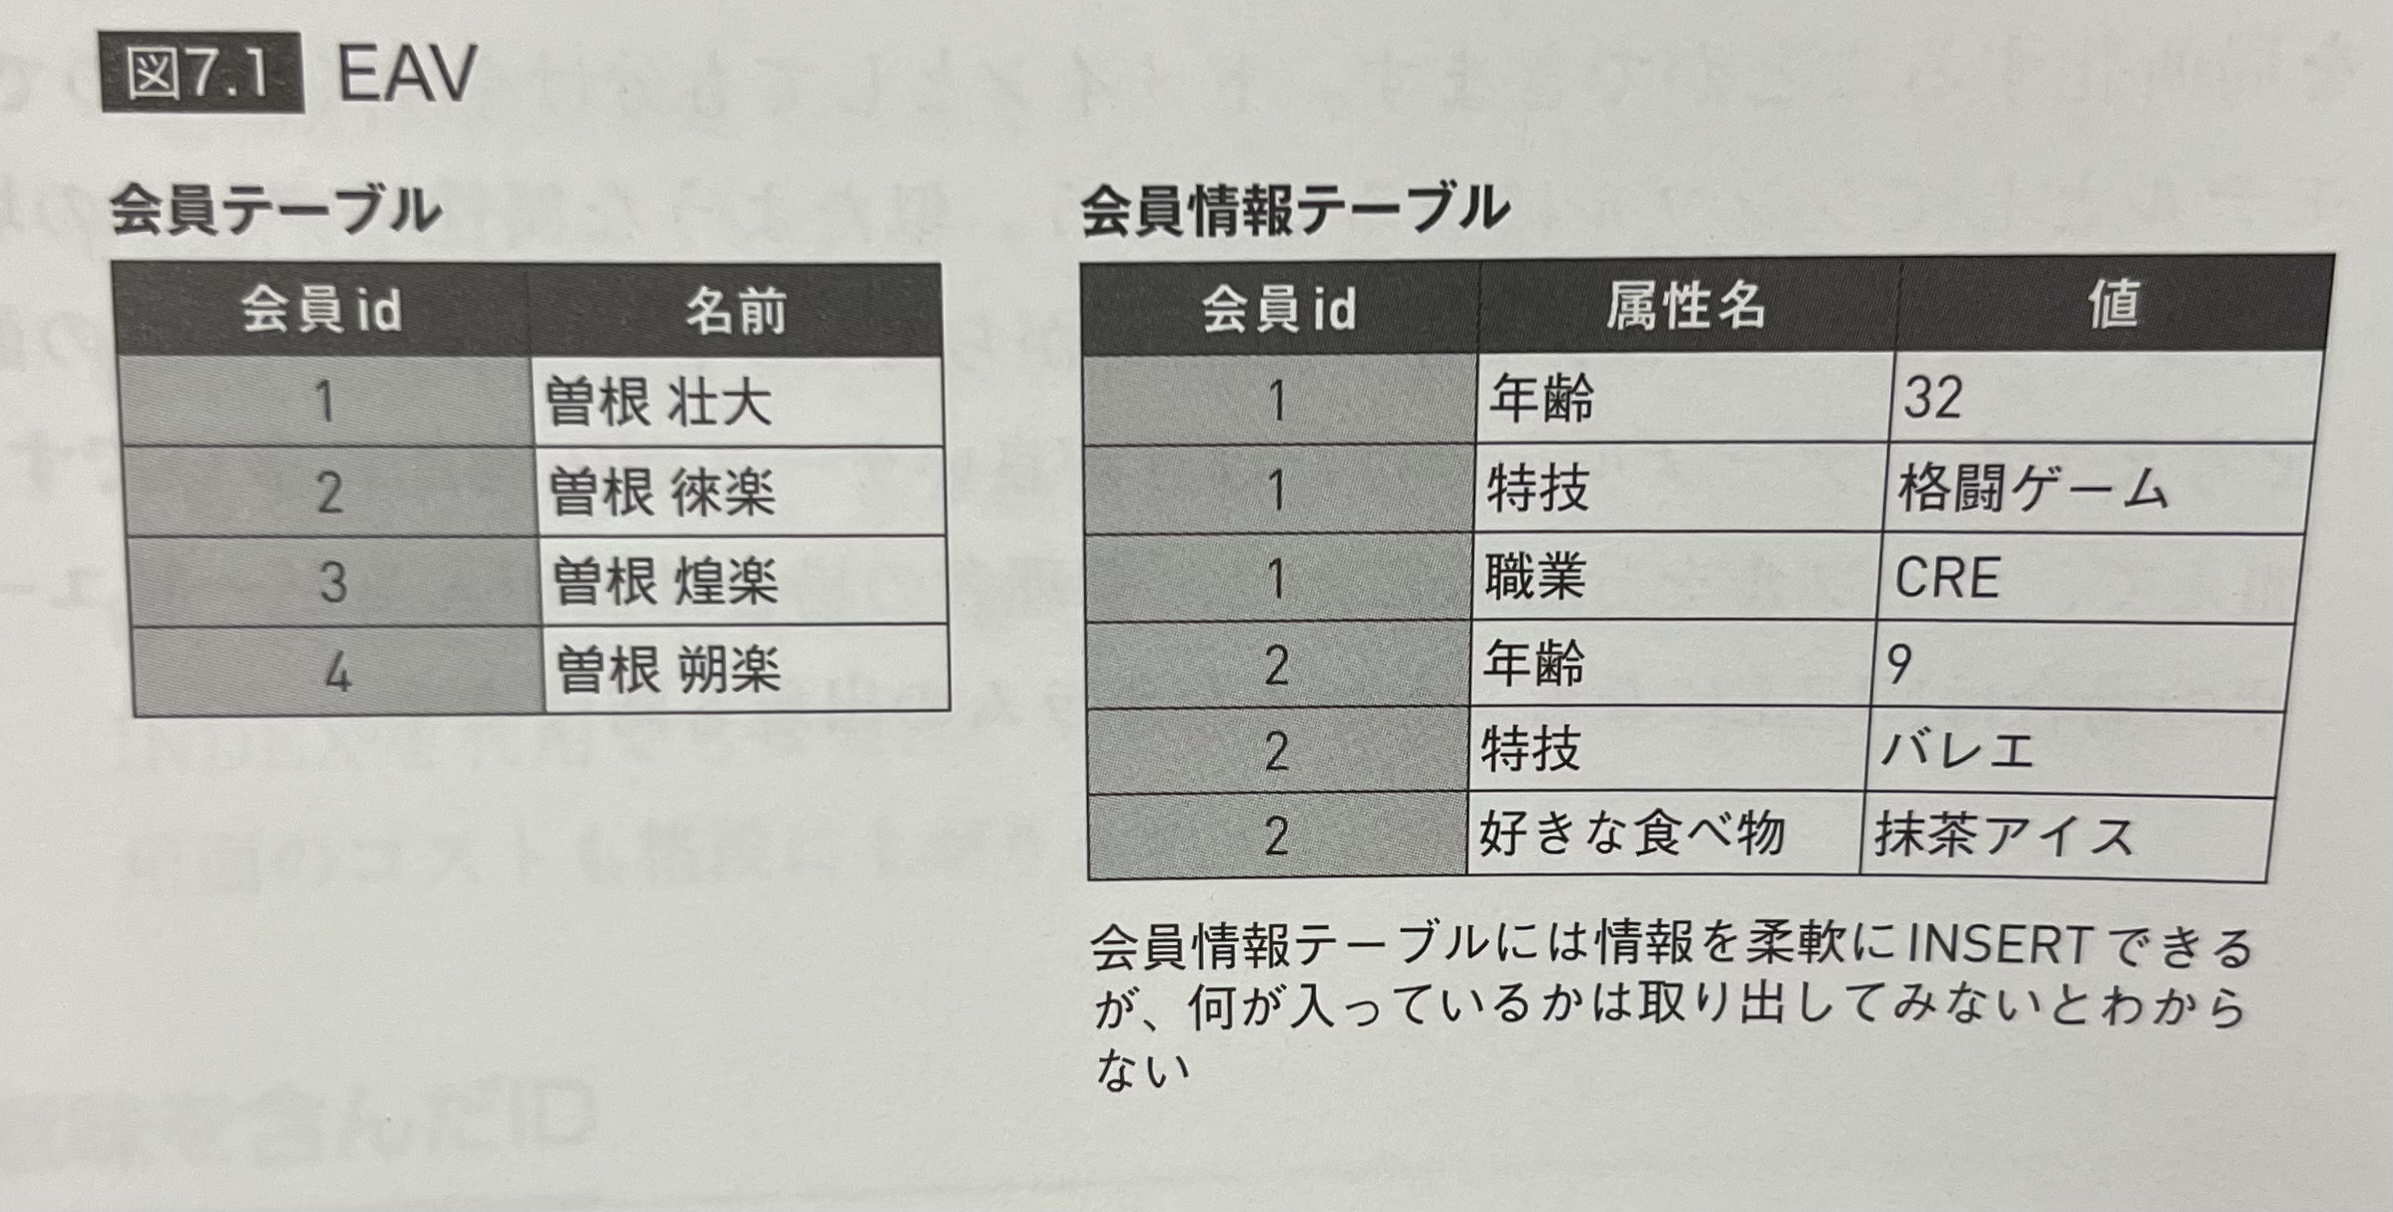 図7.1 EAV
会員テーブル
会員id 名前
1 曽根 壮大
2 曽根 徠楽
3 曽根 煌楽
4 曽根 朔楽
会員情報テーブル
会員id 属性名 値
1 年齢 32
1 特技 格闘ゲーム
1 職業 CRE
2 年齢 9
2 特技 バレエ
2 好きな食べ物 抹茶アイス
会員情報テーブルには情報を柔軟にINSERTできる
が、何が入っているかは取り出してみないとわから
ない